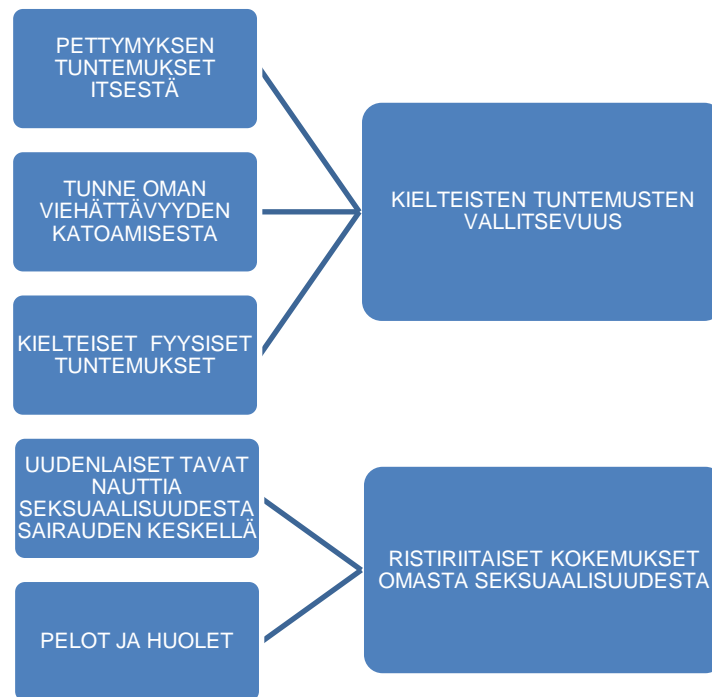 PETTYMYKSEN
TUNTEMUKSET
ITSESTÄ
TUNNE OMAN
VIEHÄTTÄVYYDEN
KATOAMISESTA
KIELTEISET FYYSISET
TUNTEMUKSET
KIELTEISTEN TUNTEMUSTEN
VALLITSEVUUS
UUDENLAISET TAVAT
NAUTTIA
SEKSUAALISUUDESTA
SAIRAUDEN KESKELLÄ
PELOT JA HUOLET
RISTIRIITAISET KOKEMUKSET
OMASTA SEKSUAALISUUDESTA